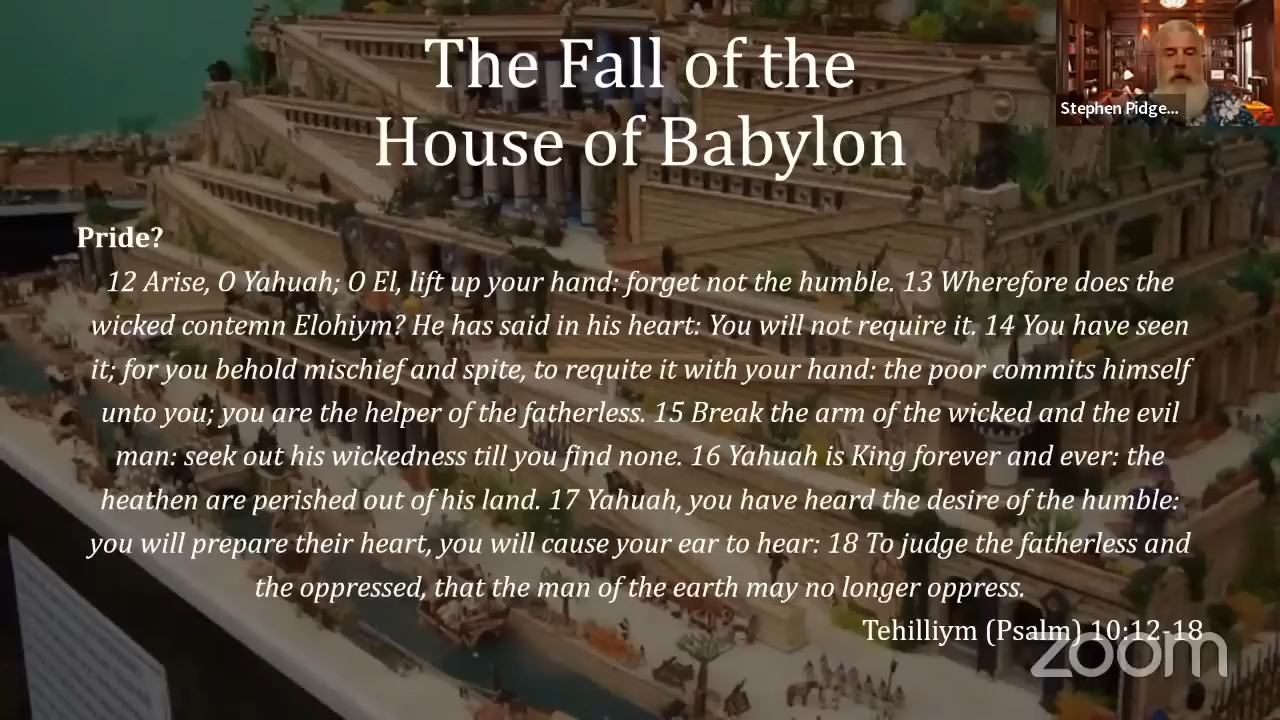 The Fall of the
House of Babylon
Stephen Pidge...
Pride?
12 Arise, O Yahuah; O El, lift up your hand: forget not the humble. 13 Wherefore does the
wicked contemn Elohiym? He has said in his heart: You will not require it. 14 You have seen
it; for you behold mischief and spite, to requite it with your hand: the poor commits himself
unto you; you are the helper of the fatherless. 15 Break the arm of the wicked and the evil
man: seek out his wickedness till you find none. 16 Yahuah is King forever and ever: the
heathen are perished out of his land. 17 Yahuah, you have heard the desire of the humble:
you will prepare their heart, you will cause your ear to hear: 18 To judge the fatherless and
the oppressed, that the man of the earth may no longer oppress.
Tehilliym (Psalm) 10:12-18
zoom